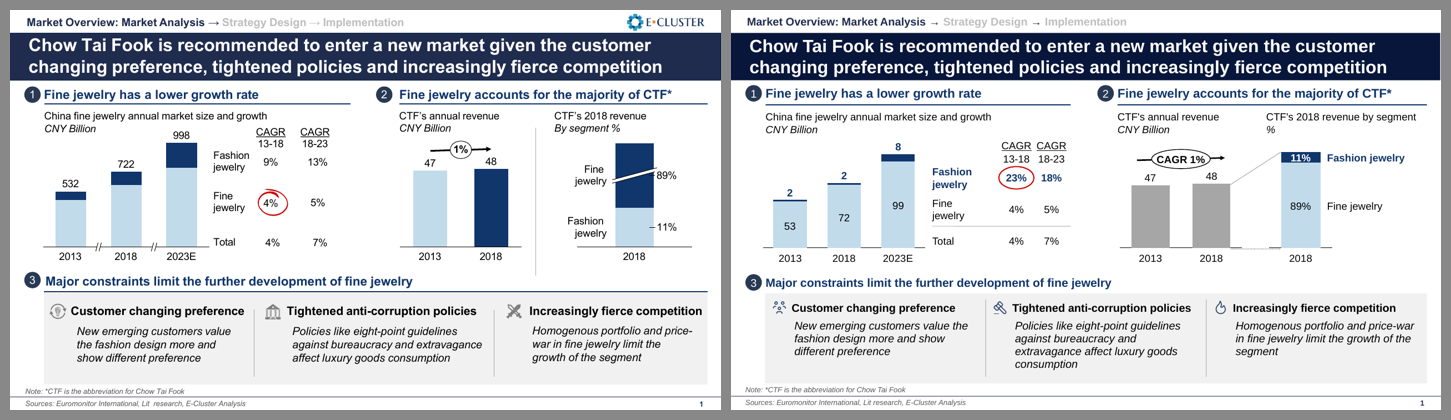 Market Overview: Market Analysis → Strategy Design → Implementation
E•CLUSTER
Chow Tai Fook is recommended to enter a new market given the customer
changing preference, tightened policies and increasingly fierce competition
1 Fine jewelry has a lower growth rate
China fine jewelry annual market size and growth
CNY Billion
532
722
998
2013
2018
2023E
CAGR CAGR
13-18 18-23
Fashion
jewelry
9% 13%
Fine
jewelry
4% 5%
Total 4% 7%
2 Fine jewelry accounts for the majority of CTF*
CTF's annual revenue
CNY Billion
1%
47 48
2013 2018
CTF's 2018 revenue
By segment %
Fine
jewelry
89%
Fashion
jewelry
11%
2018
3 Major constraints limit the further development of fine jewelry
Customer changing preference
New emerging customers value
the fashion design more and
show different preference
Tightened anti-corruption policies
Policies like eight-point guidelines
against bureaucracy and extravagance
affect luxury goods consumption
Increasingly fierce competition
Homogenous portfolio and price-
war in fine jewelry limit the
growth of the segment
Note: *CTF is the abbreviation for Chow Tai Fook
Sources: Euromonitor International, Lit research, E-Cluster Analysis
1
Market Overview: Market Analysis → Strategy Design → Implementation
Chow Tai Fook is recommended to enter a new market given the customer
changing preference, tightened policies and increasingly fierce competition
1 Fine jewelry has a lower growth rate
China fine jewelry annual market size and growth
CNY Billion
2
53
2013
2
72
2018
8
99
2023E
CAGR CAGR
13-18 18-23
Fashion
jewelry
23% 18%
Fine
jewelry
4% 5%
Total 4% 7%
2 Fine jewelry accounts for the majority of CTF*
CTF's annual revenue
CNY Billion
CAGR 1%
47 48
2013 2018
CTF's 2018 revenue by segment
%
11% Fashion jewelry
89% Fine jewelry
2018
3 Major constraints limit the further development of fine jewelry
Customer changing preference
New emerging customers value the
fashion design more and show
different preference
Tightened anti-corruption policies
Policies like eight-point guidelines
against bureaucracy and
extravagance affect luxury goods
consumption
Increasingly fierce competition
Homogenous portfolio and price-war
in fine jewelry limit the growth of the
segment
Note: *CTF is the abbreviation for Chow Tai Fook
Sources: Euromonitor International, Lit research, E-Cluster Analysis
1